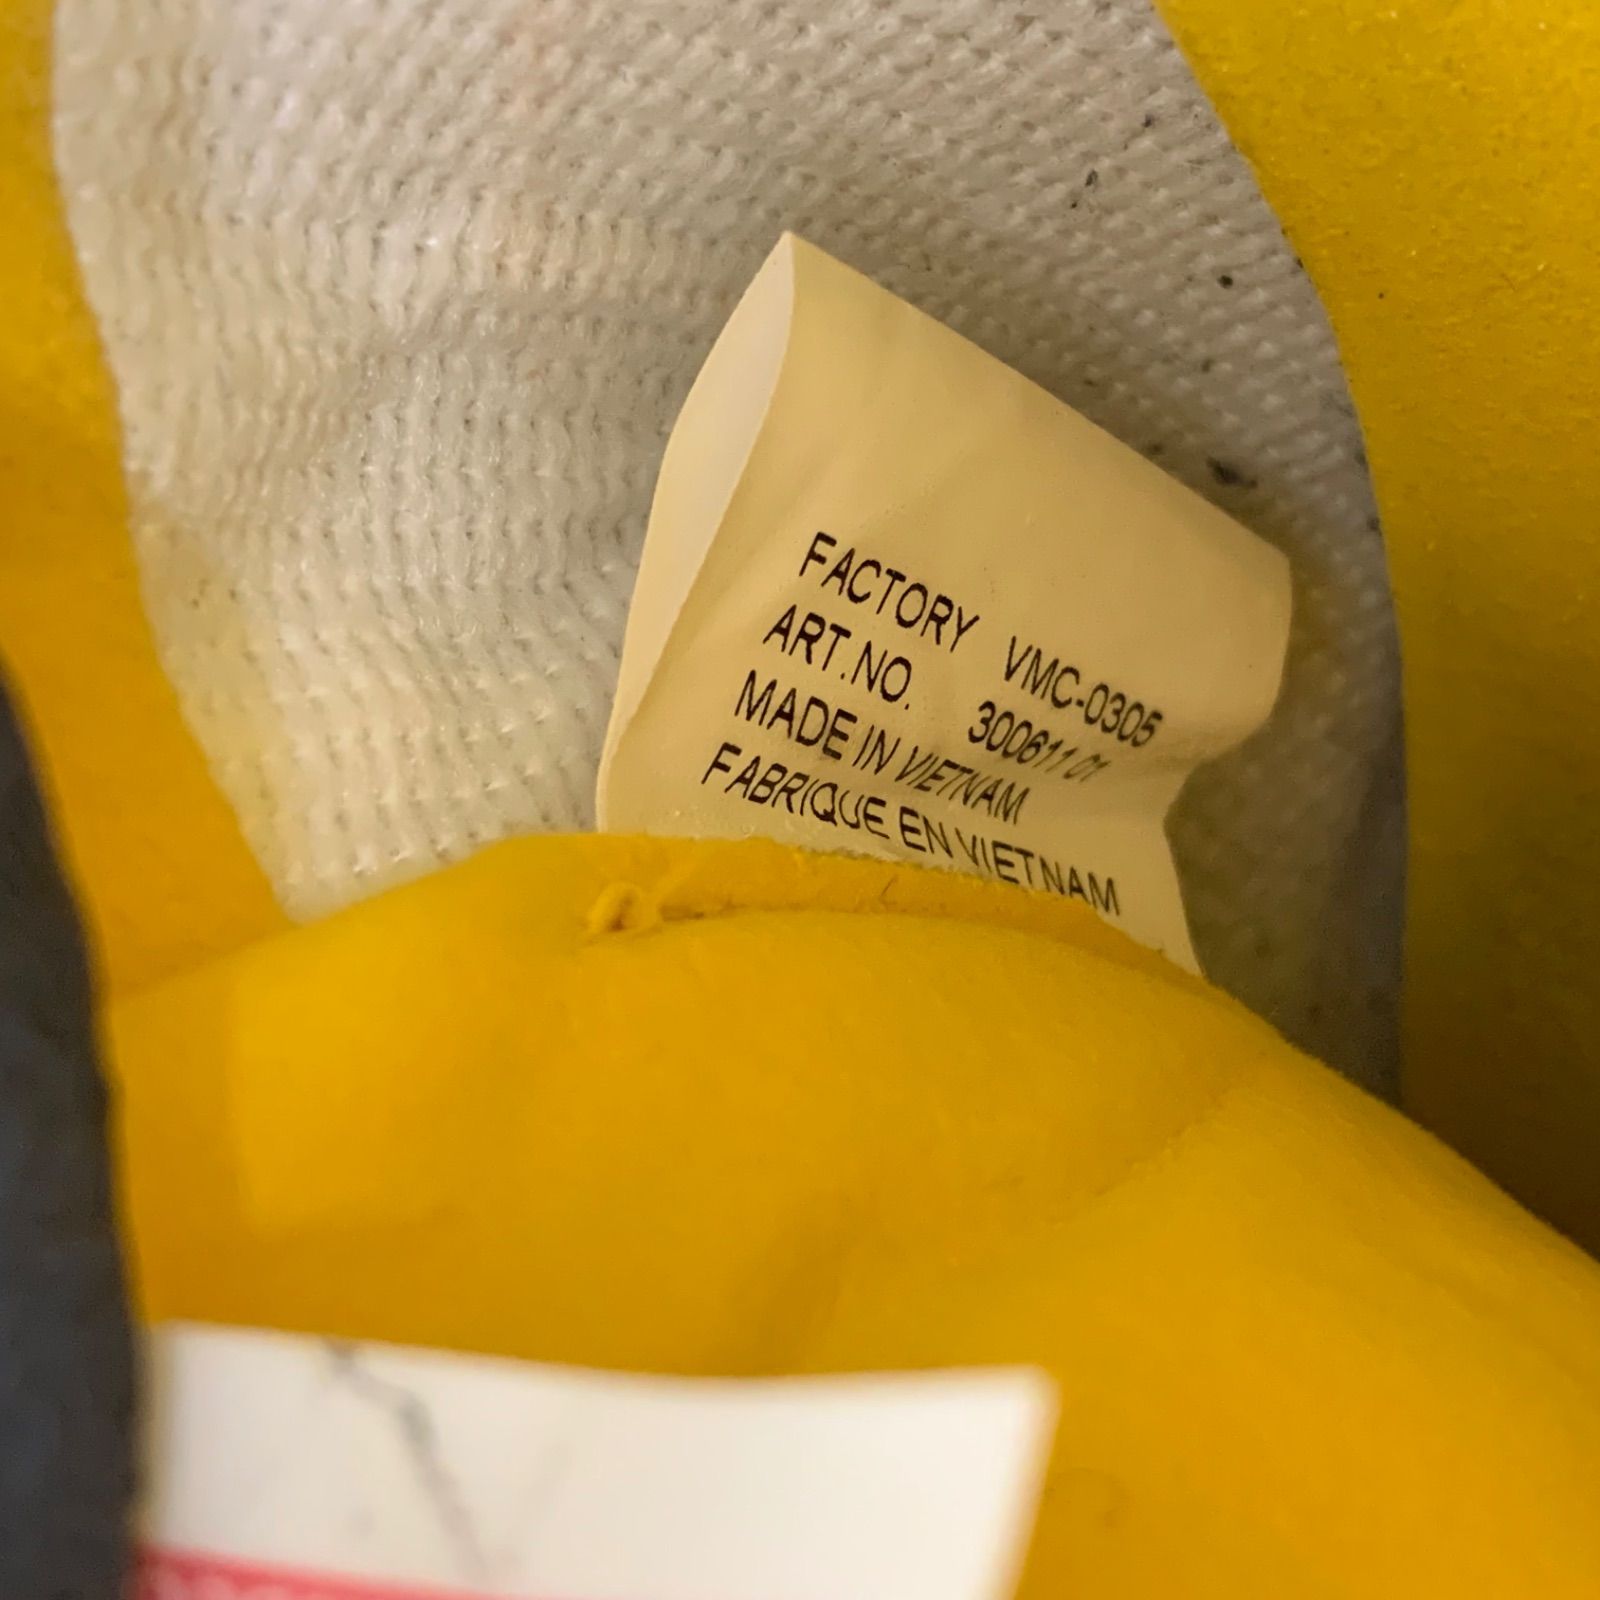 FACTORY VMC-0305
ART.NO. 300611 01
MADE IN VIETNAM
FABRIQUE EN VIETNAM